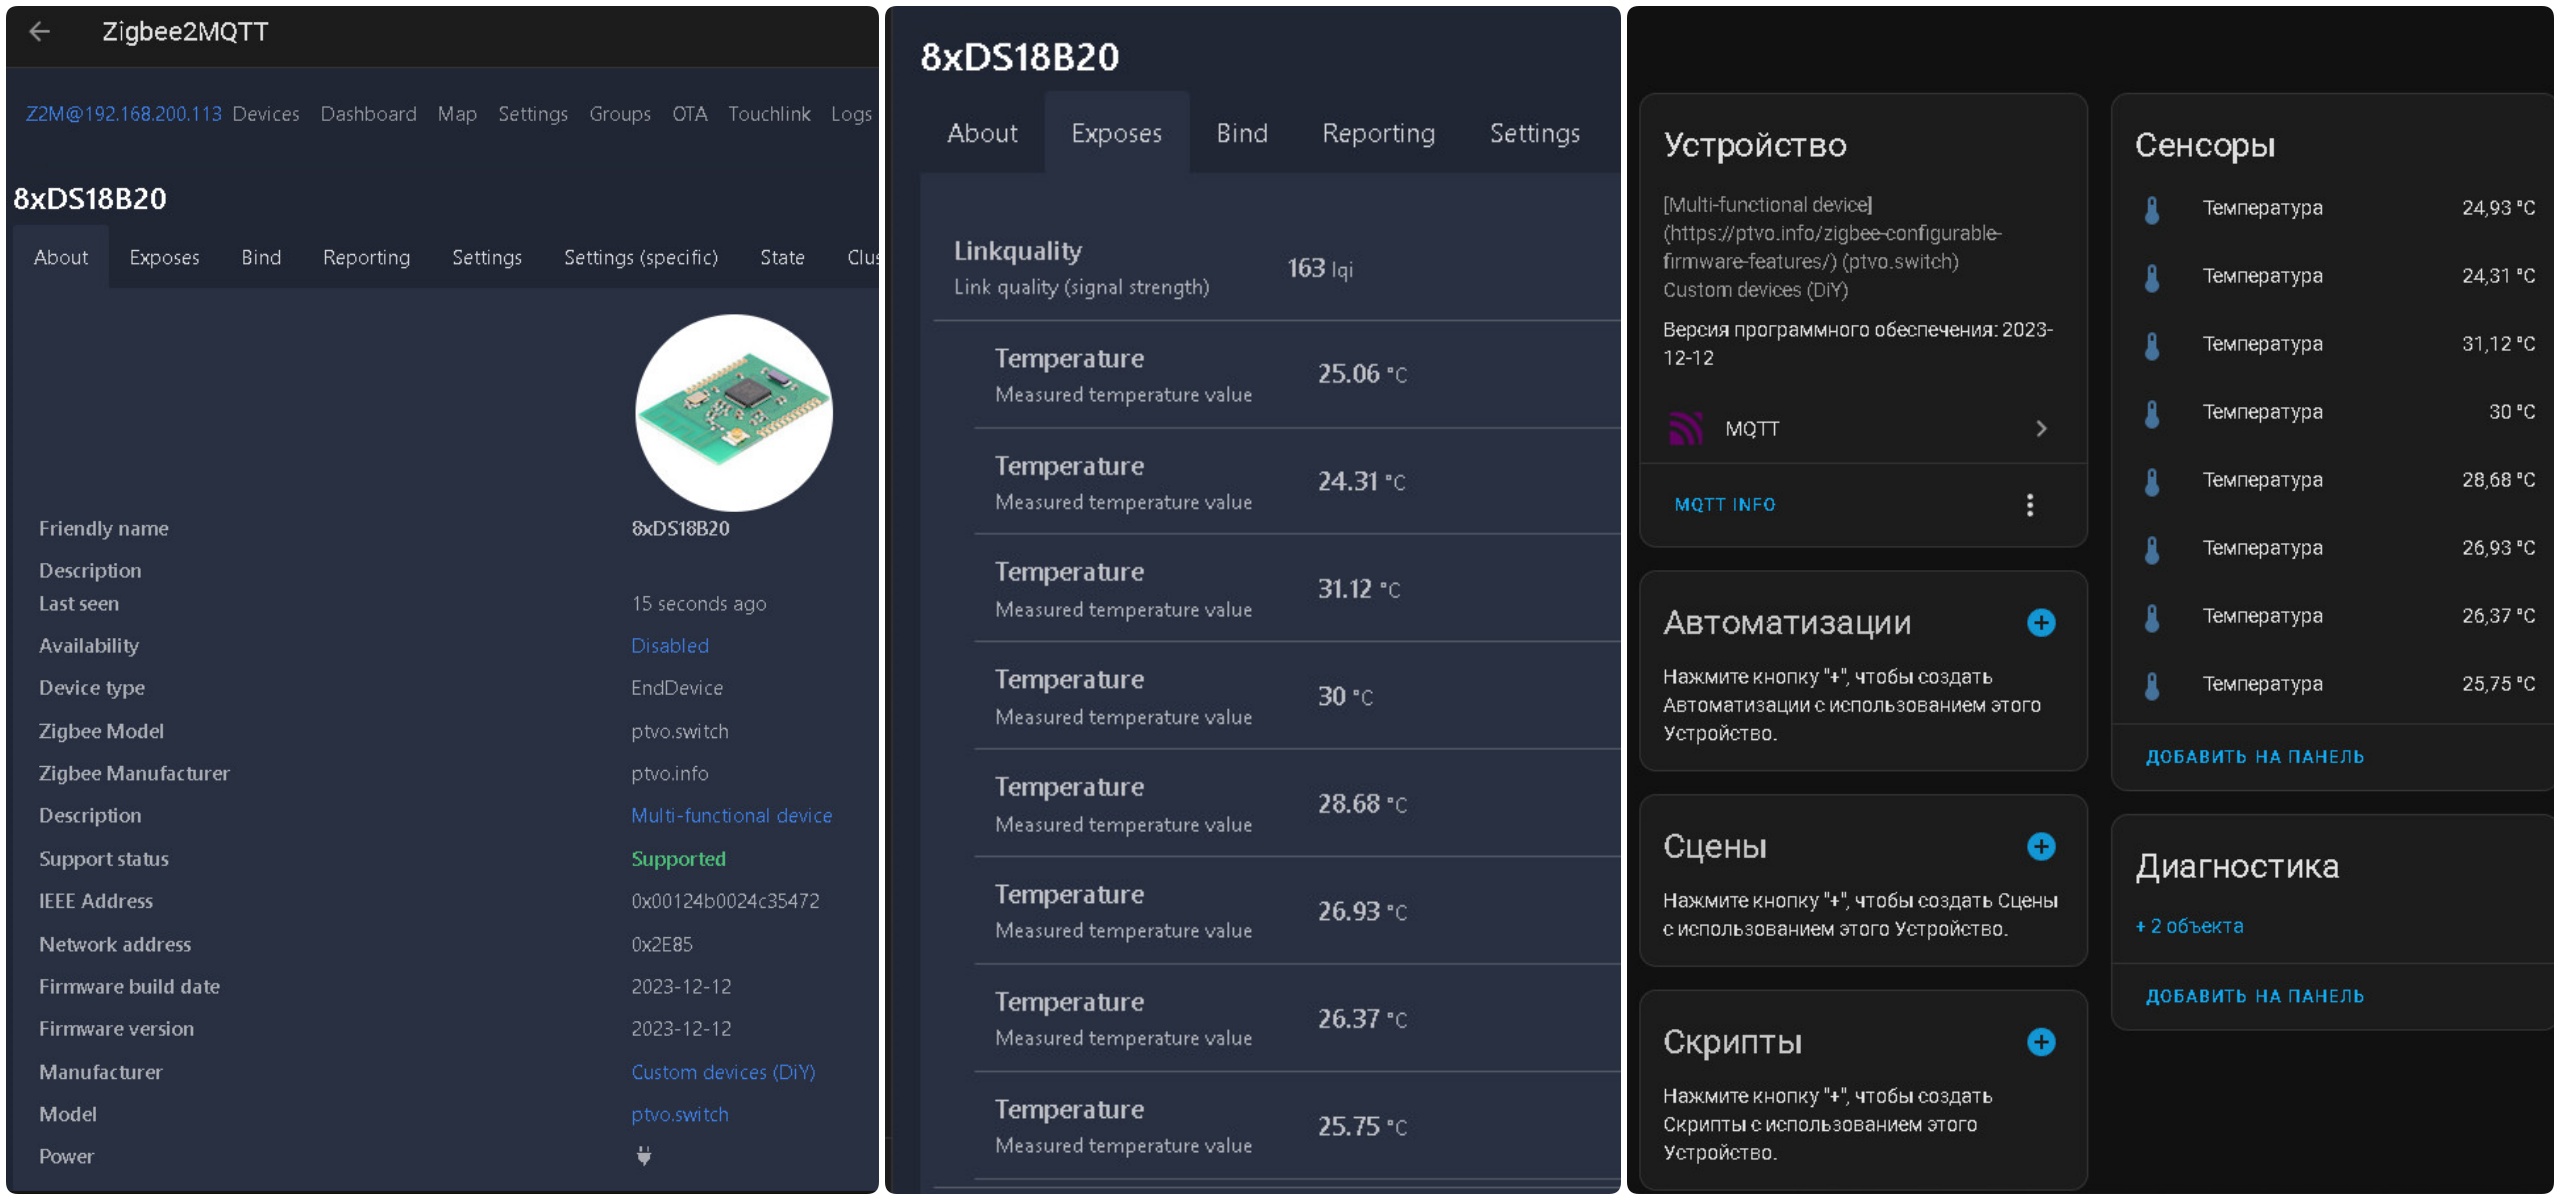 Zigbee2MQTT
Z2M@192.168.200.113 Devices Dashboard Map Settings Groups OTA Touchlink Logs
8xDS18B20
About Exposes Bind Reporting Settings Settings (specific) State Clus
Friendly name 8xDS18B20
Description
Last seen 15 seconds ago
Availability Disabled
Device type EndDevice
Zigbee Model ptvo.switch
Zigbee Manufacturer ptvo.info
Description Multi-functional device
Support status Supported
IEEE Address 0x00124b0024c35472
Network address 0x2E85
Firmware build date 2023-12-12
Firmware version 2023-12-12
Manufacturer Custom devices (DiY)
Model ptvo.switch
Power
8xDS18B20
About Exposes Bind Reporting Settings
Linkquality
Link quality (signal strength) 163 lqi
Temperature
Measured temperature value 25.06 °C
Temperature
Measured temperature value 24.31 °C
Temperature
Measured temperature value 31.12 °C
Temperature
Measured temperature value 30 °C
Temperature
Measured temperature value 28.68 °C
Temperature
Measured temperature value 26.93 °C
Temperature
Measured temperature value 26.37 °C
Temperature
Measured temperature value 25.75 °C
Устройство
[Multi-functional device]
(https://ptvo.info/zigbee-configurable-
firmware-features/) (ptvo.switch)
Custom devices (DiY)
Версия программного обеспечения: 2023-
12-12
MQTT
MQTT INFO
Автоматизации
Нажмите кнопку "+", чтобы создать
Автоматизации с использованием этого
Устройство.
Сцены
Нажмите кнопку "+", чтобы создать Сцены
с использованием этого Устройство.
Скрипты
Нажмите кнопку "+", чтобы создать
Скрипты с использованием этого
Устройство.
Сенсоры
Температура 24,93 °C
Температура 24,31 °C
Температура 31,12 °C
Температура 30 °C
Температура 28,68 °C
Температура 26,93 °C
Температура 26,37 °C
Температура 25,75 °C
ДОБАВИТЬ НА ПАНЕЛЬ
Диагностика
+ 2 объекта
ДОБАВИТЬ НА ПАНЕЛЬ